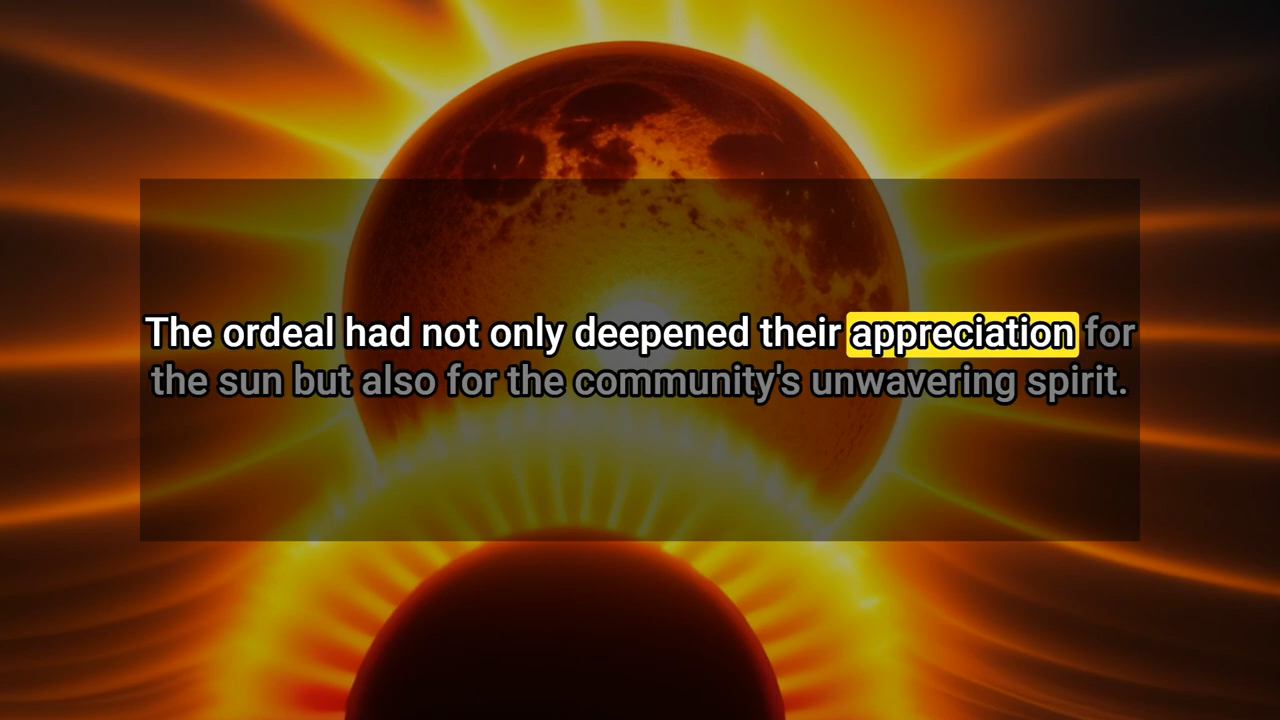 The ordeal had not only deepened their appreciation for
the sun but also for the community's unwavering spirit.